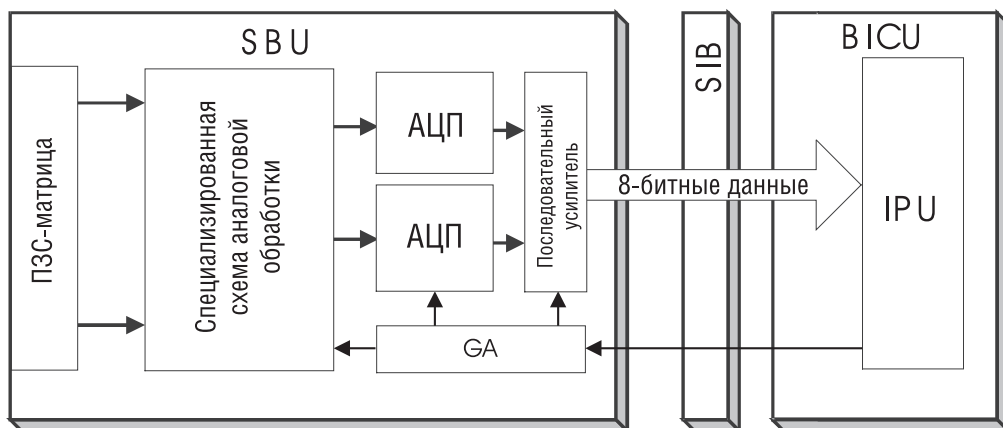 SBU
ПЗС-матрица
Специализированная
схема аналоговой
обработки
АЦП
АЦП
Последовательный
усилитель
GA
8-битные данные
SIB
BICU
IPU